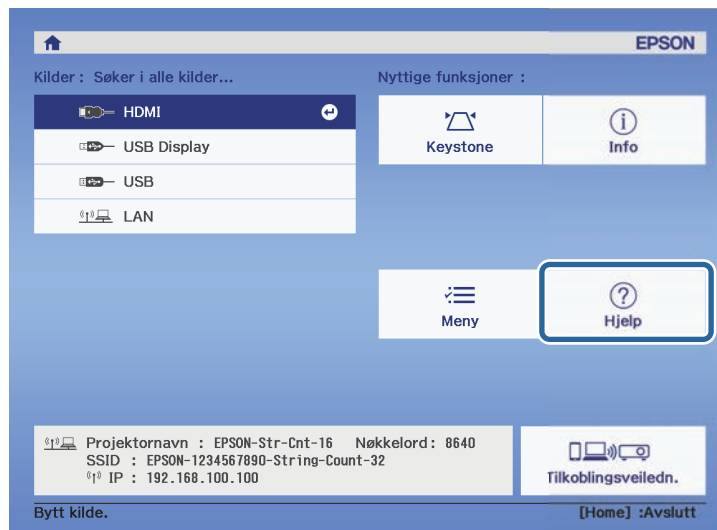 EPSON
Kilder : Søker i alle kilder...
HDMI
USB Display
USB
LAN
Nyttige funksjoner :
Keystone
Info
Meny
Hjelp
Projektornavn : EPSON-Str-Cnt-16 Nøkkelord : 8640
SSID : EPSON-1234567890-String-Count-32
IP : 192.168.100.100
Tilkoblingsveiledn.
Bytt kilde.
[Home] :Avslutt